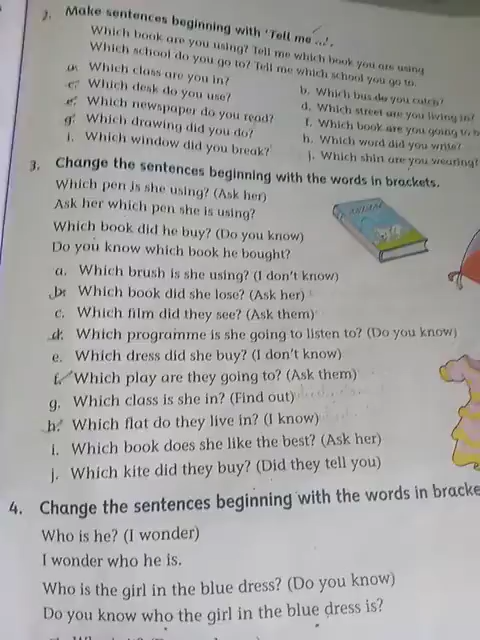 2. Make sentences beginning with 'Tell me ...'.
Which book are you using? Tell me which book you are using
Which school do you go to? Tell me which school you go to.
a. Which class are you in?
b. Which bus do you catch?
c. Which desk do you use?
d. Which street are you living in?
e. Which newspaper do you read?
f. Which book are you going to
g. Which drawing did you do?
h. Which word did you write?
i. Which window did you break?
j. Which shirt are you wearing?
3. Change the sentences beginning with the words in brackets.
Which pen is she using? (Ask her)
Ask her which pen she is using?
Which book did he buy? (Do you know)
Do you know which book he bought?
a. Which brush is she using? (I don't know)
b. Which book did she lose? (Ask her)
c. Which film did they see? (Ask them)
d. Which programme is she going to listen to? (Do you know)
e. Which dress did she buy? (I don't know)
f. Which play are they going to? (Ask them)
g. Which class is she in? (Find out)
h. Which flat do they live in? (I know)
i. Which book does she like the best? (Ask her)
j. Which kite did they buy? (Did they tell you)
4. Change the sentences beginning with the words in
Who is he? (I wonder)
I wonder who he is.
Who is the girl in the blue dress? (Do you know)
Do you know who the girl in the blue dress is?